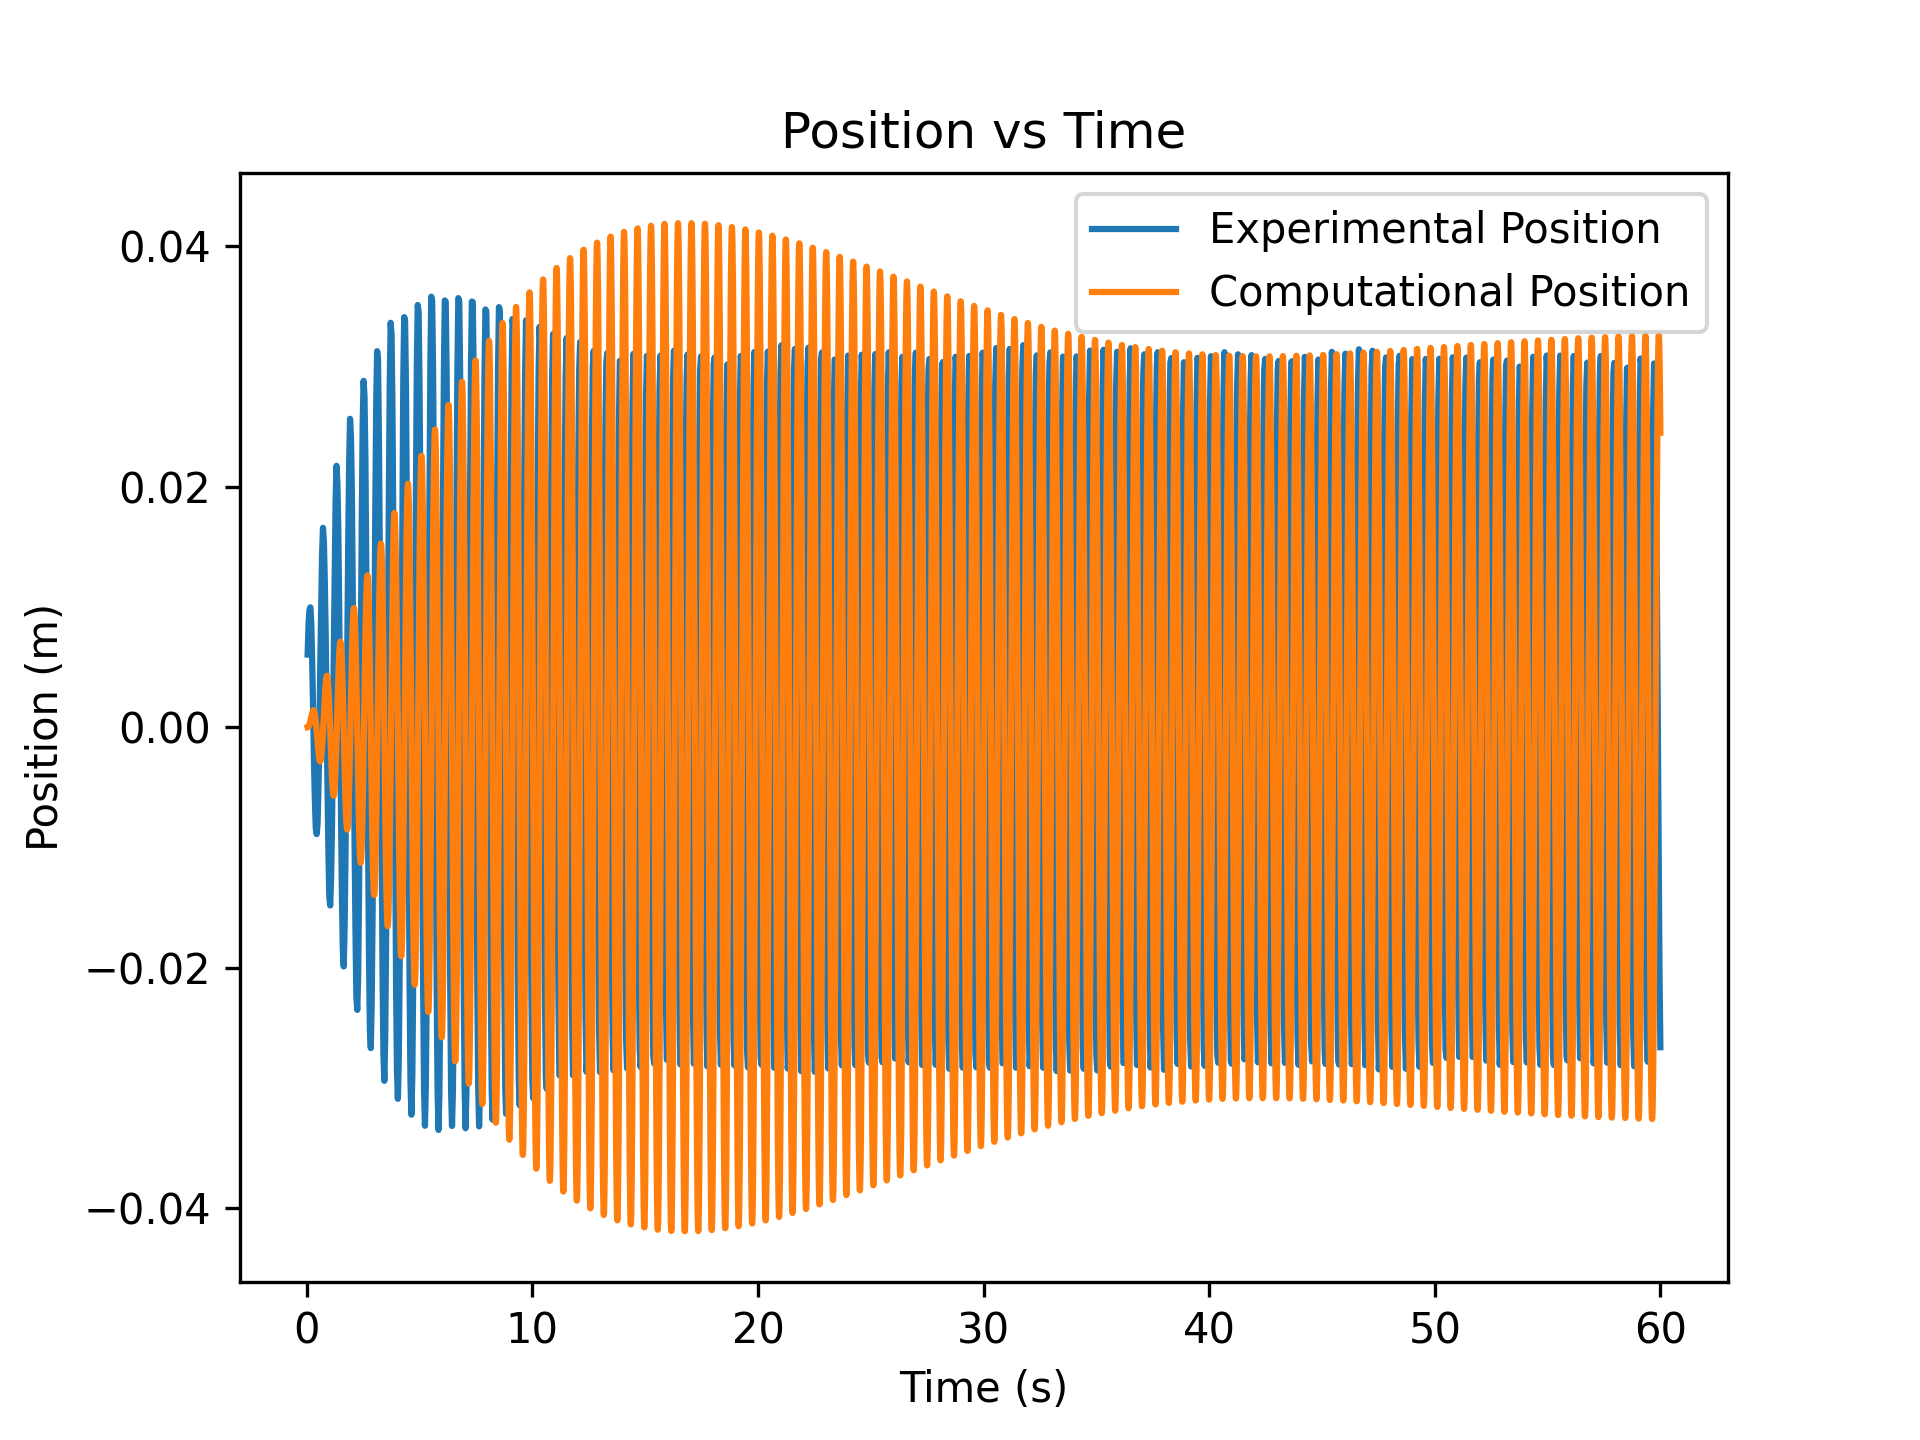 Position vs Time
Experimental Position
Computational Position
Position (m)
0.04
0.02
0.00
−0.02
−0.04
0 10 20 30 40 50 60
Time (s)